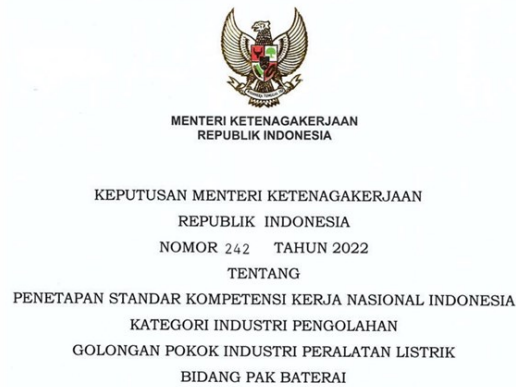 MENTERI KETENAGAKERJAAN
REPUBLIK INDONESIA
KEPUTUSAN MENTERI KETENAGAKERJAAN
REPUBLIK INDONESIA
NOMOR 242 TAHUN 2022
TENTANG
PENETAPAN STANDAR KOMPETENSI KERJA NASIONAL INDONESIA
KATEGORI INDUSTRI PENGOLAHAN
GOLONGAN POKOK INDUSTRI PERALATAN LISTRIK
BIDANG PAK BATERAI